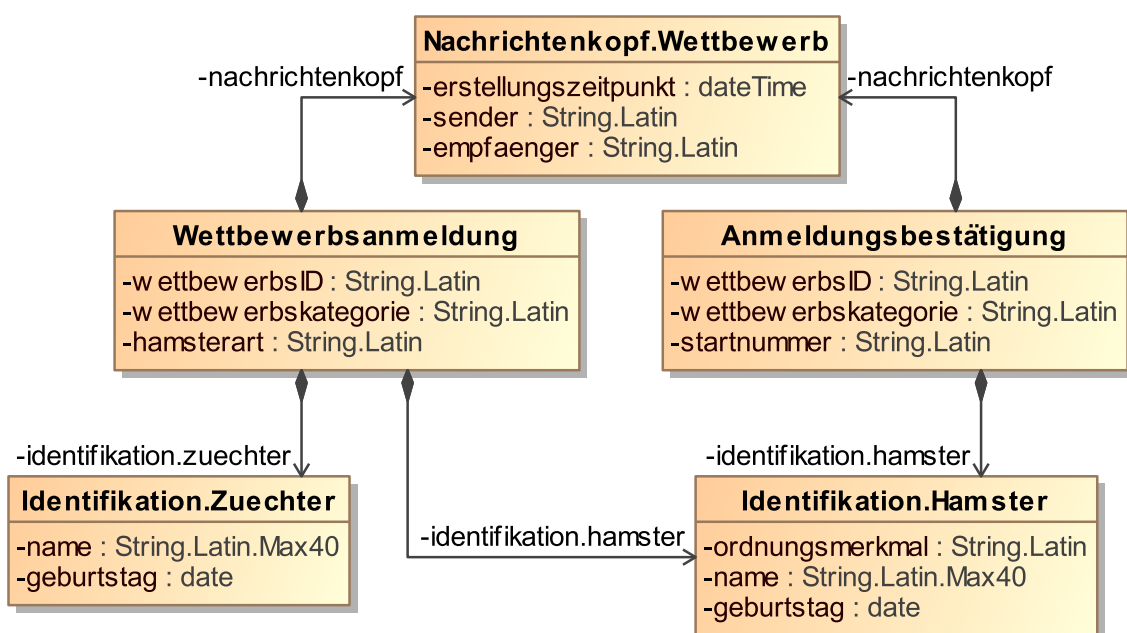 Nachrichtenkopf.Wettbewerb
-nachrichtenkopf
-nachrichtenkopf
-erstellungszeitpunkt : dateTime
-sender : String.Latin
-empfaenger : String.Latin
Wettbewerbsanmeldung
-wettbewerbsID : String.Latin
-wettbewerbskategorie : String.Latin
-hamsterart : String.Latin
Anmeldungsbestätigung
-wettbewerbsID : String.Latin
-wettbewerbskategorie : String.Latin
-startnummer : String.Latin
-identifikation.zuechter
-identifikation.hamster
-identifikation.hamster
Identifikation.Zuechter
-name : String.Latin.Max40
-geburtstag : date
Identifikation.Hamster
-ordnungsmerkmal : String.Latin
-name : String.Latin.Max40
-geburtstag : date